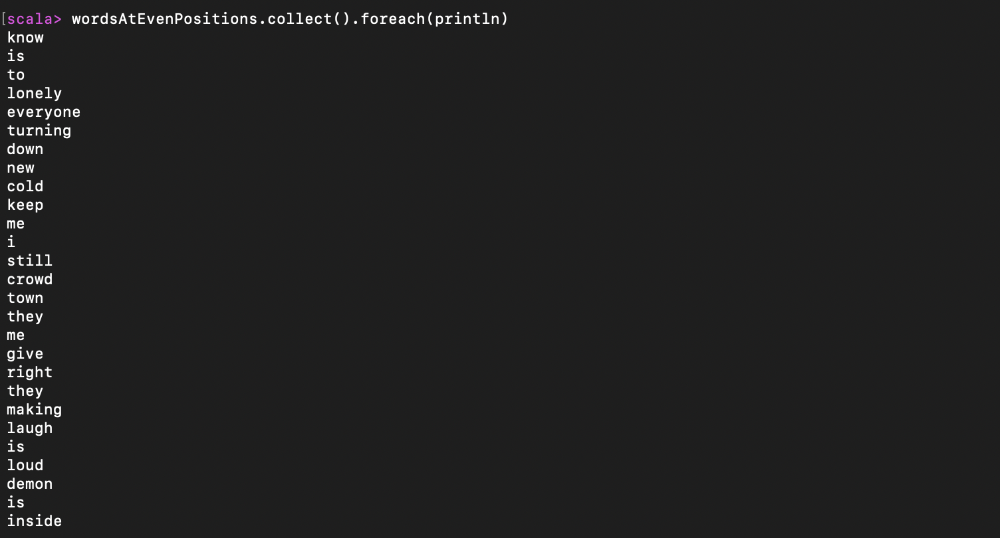 [scala> wordsAtEvenPositions.collect().foreach(println)
know
is
to
lonely
everyone
turning
down
new
cold
keep
me
i
still
crowd
town
they
me
give
right
they
making
laugh
is
loud
demon
is
inside